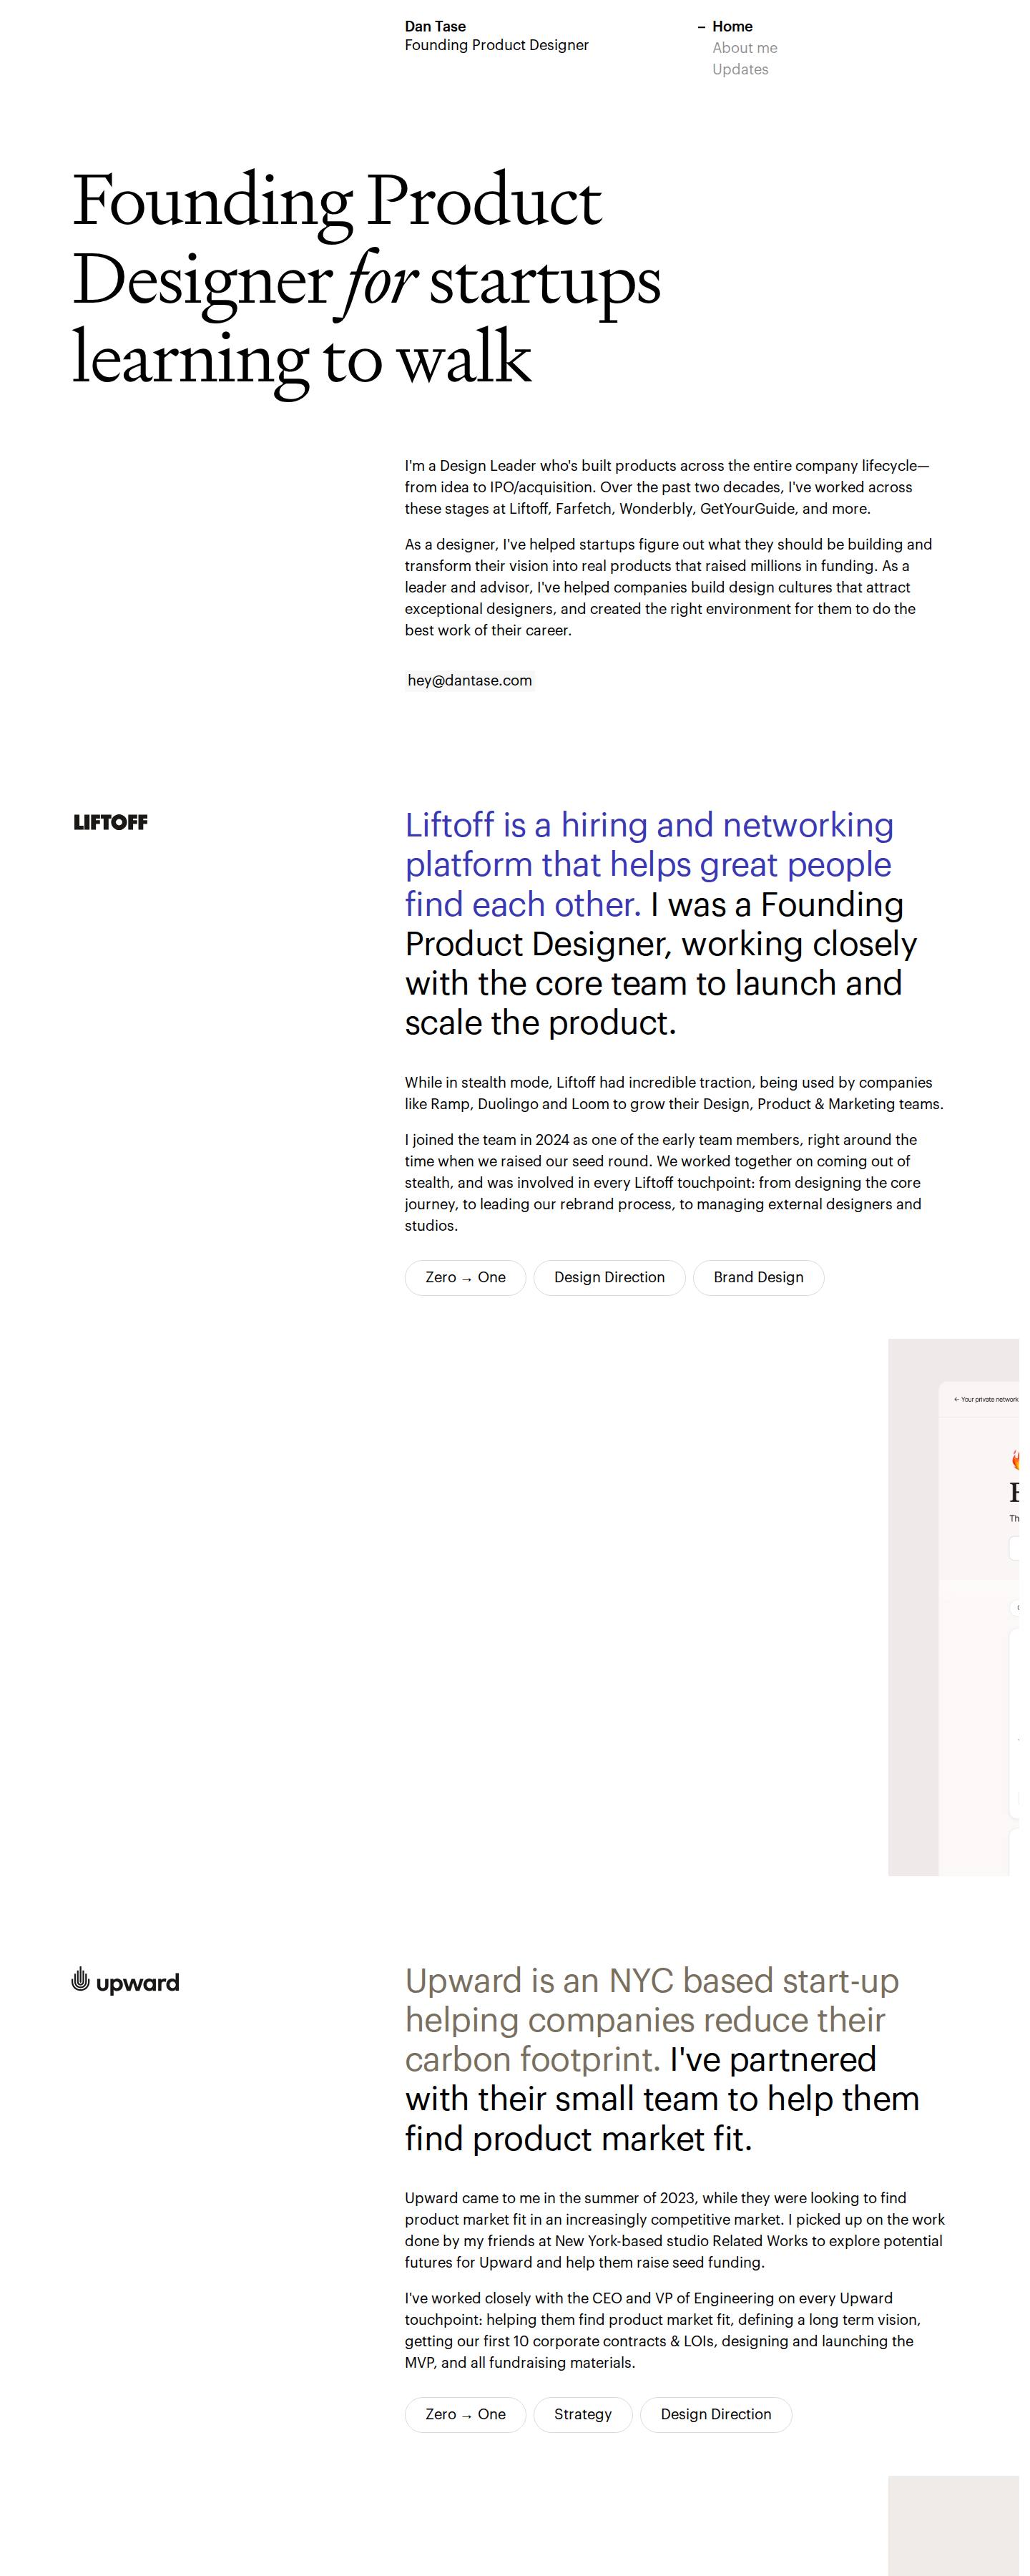 Dan Tase
Founding Product Designer
– Home
About me
Updates
Founding Product
Designer for startups
learning to walk
I'm a Design Leader who's built products across the entire company lifecycle—
from idea to IPO/acquisition. Over the past two decades, I've worked across
these stages at Liftoff, Farfetch, Wonderbly, GetYourGuide, and more.
As a designer, I've helped startups figure out what they should be building and
transform their vision into real products that raised millions in funding. As a
leader and advisor, I've helped companies build design cultures that attract
exceptional designers, and created the right environment for them to do the
best work of their career.
hey@dantase.com
LIFTOFF
Liftoff is a hiring and networking
platform that helps great people
find each other. I was a Founding
Product Designer, working closely
with the core team to launch and
scale the product.
While in stealth mode, Liftoff had incredible traction, being used by companies
like Ramp, Duolingo and Loom to grow their Design, Product & Marketing teams.
I joined the team in 2024 as one of the early team members, right around the
time when we raised our seed round. We worked together on coming out of
stealth, and was involved in every Liftoff touchpoint: from designing the core
journey, to leading our rebrand process, to managing external designers and
studios.
Zero → One
Design Direction
Brand Design
← Your private network
Th
upward
Upward is an NYC based start-up
helping companies reduce their
carbon footprint. I've partnered
with their small team to help them
find product market fit.
Upward came to me in the summer of 2023, while they were looking to find
product market fit in an increasingly competitive market. I picked up on the work
done by my friends at New York-based studio Related Works to explore potential
futures for Upward and help them raise seed funding.
I've worked closely with the CEO and VP of Engineering on every Upward
touchpoint: helping them find product market fit, defining a long term vision,
getting our first 10 corporate contracts & LOIs, designing and launching the
MVP, and all fundraising materials.
Zero → One
Strategy
Design Direction